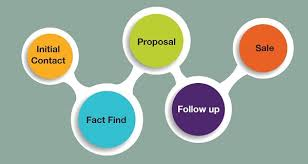 Initial
Contact
Fact Find
Proposal
Follow up
Sale